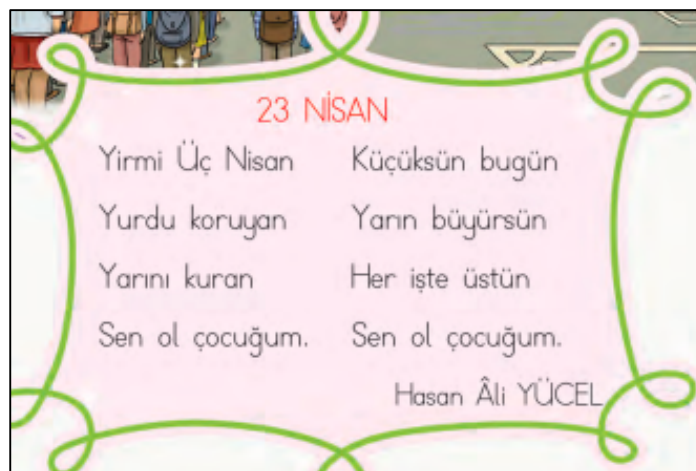 23 NİSAN
Yirmi Üç Nisan
Yurdu koruyan
Yarını kuran
Sen ol çocuğum.
Küçüksün bugün
Yarın büyürsün
Her işte üstün
Sen ol çocuğum.
Hasan Âli YÜCEL